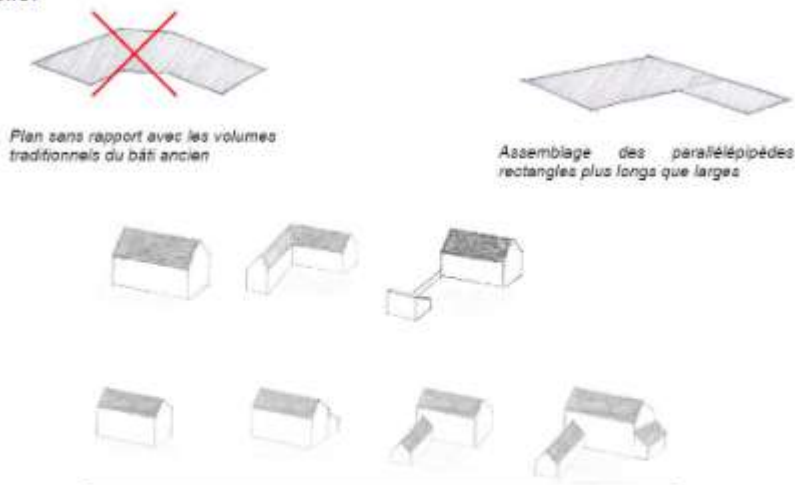 Plan sans rapport avec les volumes
traditionnels du bâti ancien
Assemblage des parallélépipèdes
rectangles plus longs que larges